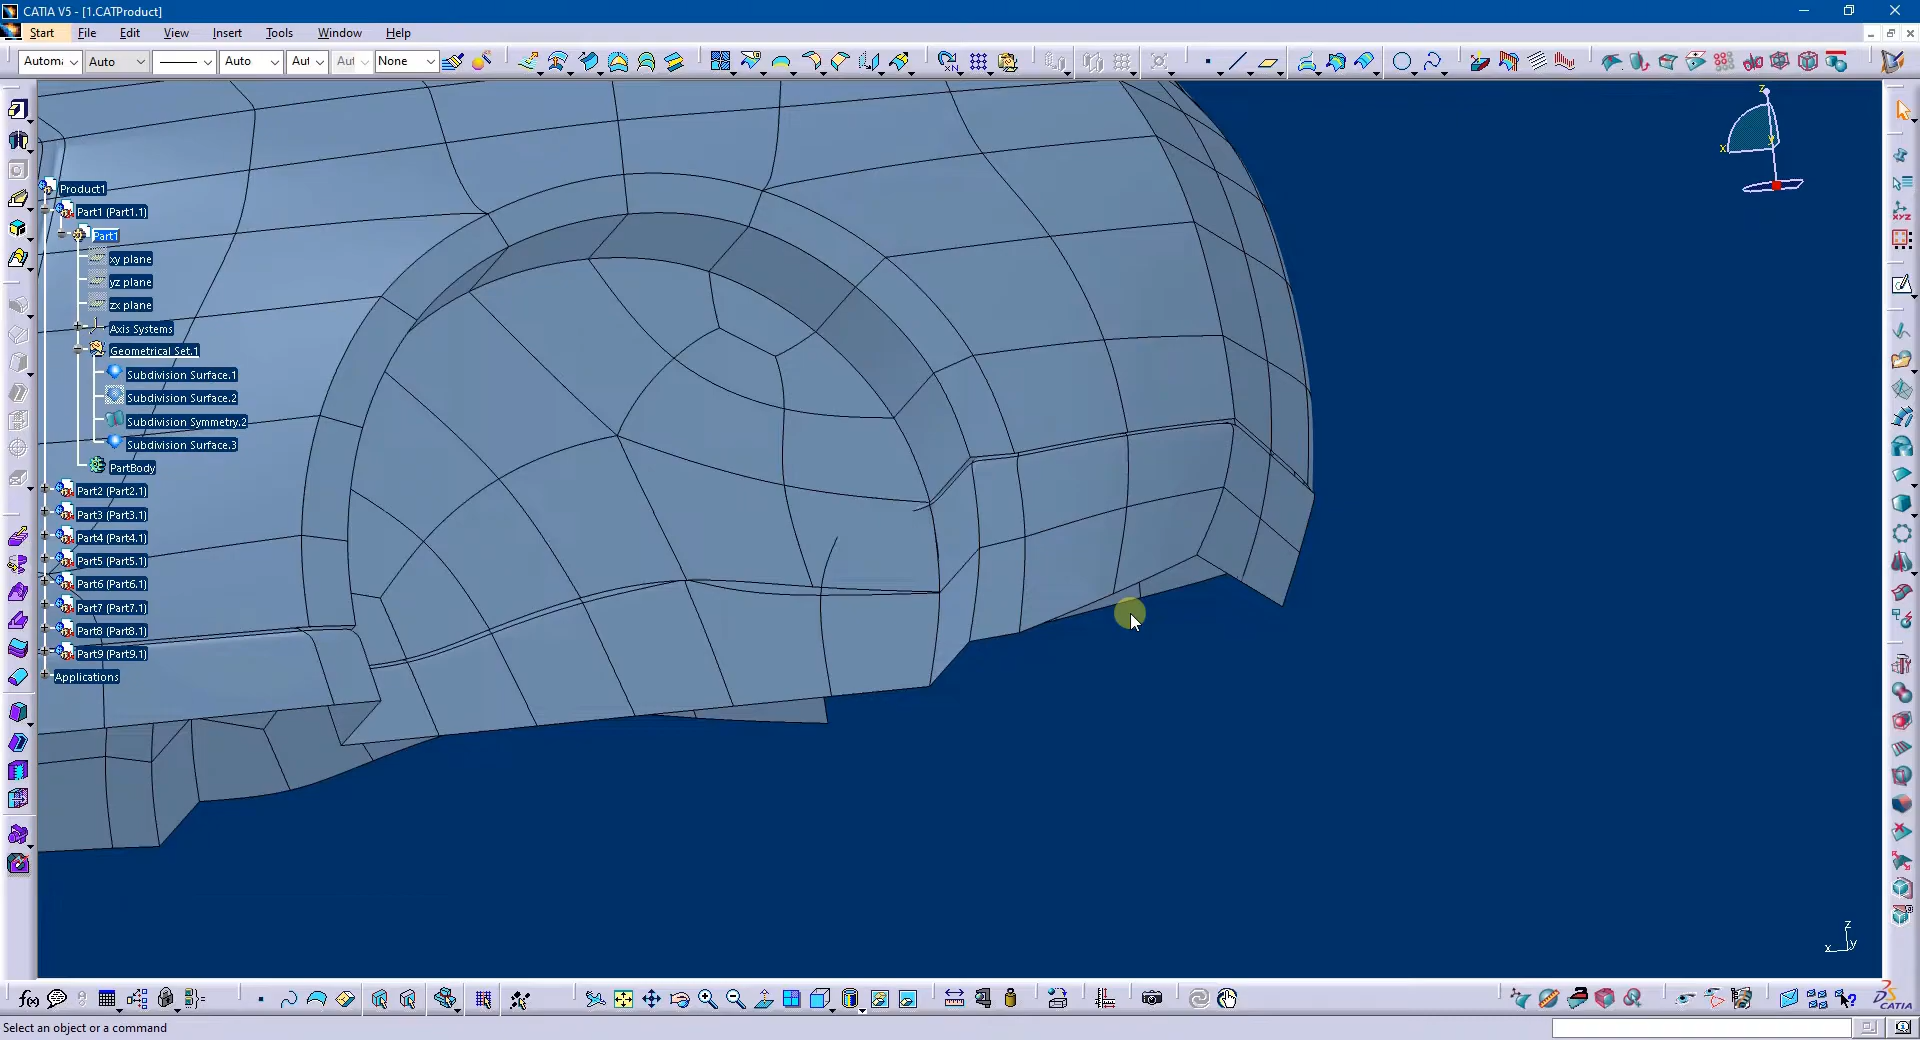 CATIA V5 - [1.CATProduct]
Start File Edit View Insert Tools Window Help
Automa Auto Auto Aut Aut None
Product1
Part1 (Part1.1)
Part1
xy plane
yz plane
zx plane
Axis Systems
Geometrical Set.1
Subdivision Surface.1
Subdivision Surface.2
Subdivision Symmetry.2
Subdivision Surface.3
PartBody
Part2 (Part2.1)
Part3 (Part3.1)
Part4 (Part4.1)
Part5 (Part5.1)
Part6 (Part6.1)
Part7 (Part7.1)
Part8 (Part8.1)
Part9 (Part9.1)
Applications
z
x
y
z
x y
f(x)
CATIA
Select an object or a command